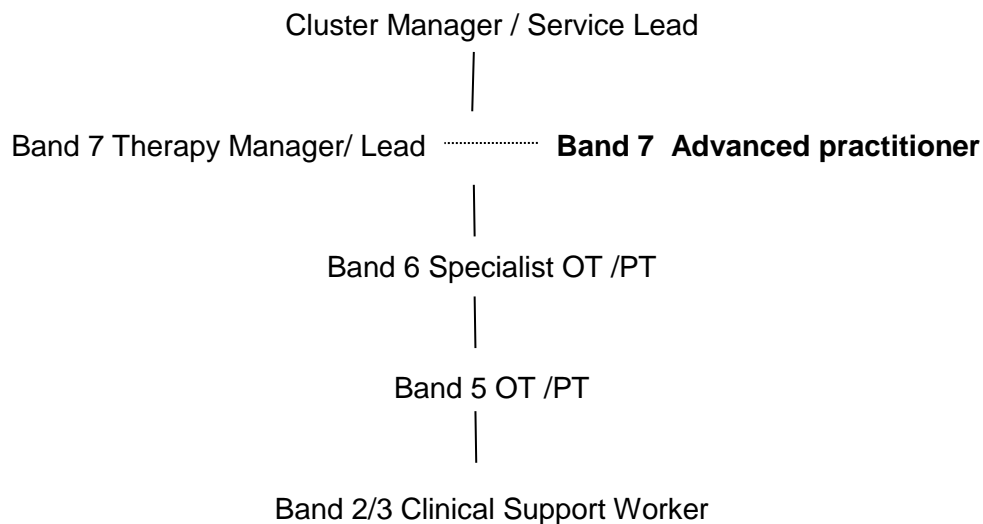 Cluster Manager / Service Lead
Band 7 Therapy Manager/ Lead Band 7 Advanced practitioner
Band 6 Specialist OT /PT
Band 5 OT /PT
Band 2/3 Clinical Support Worker